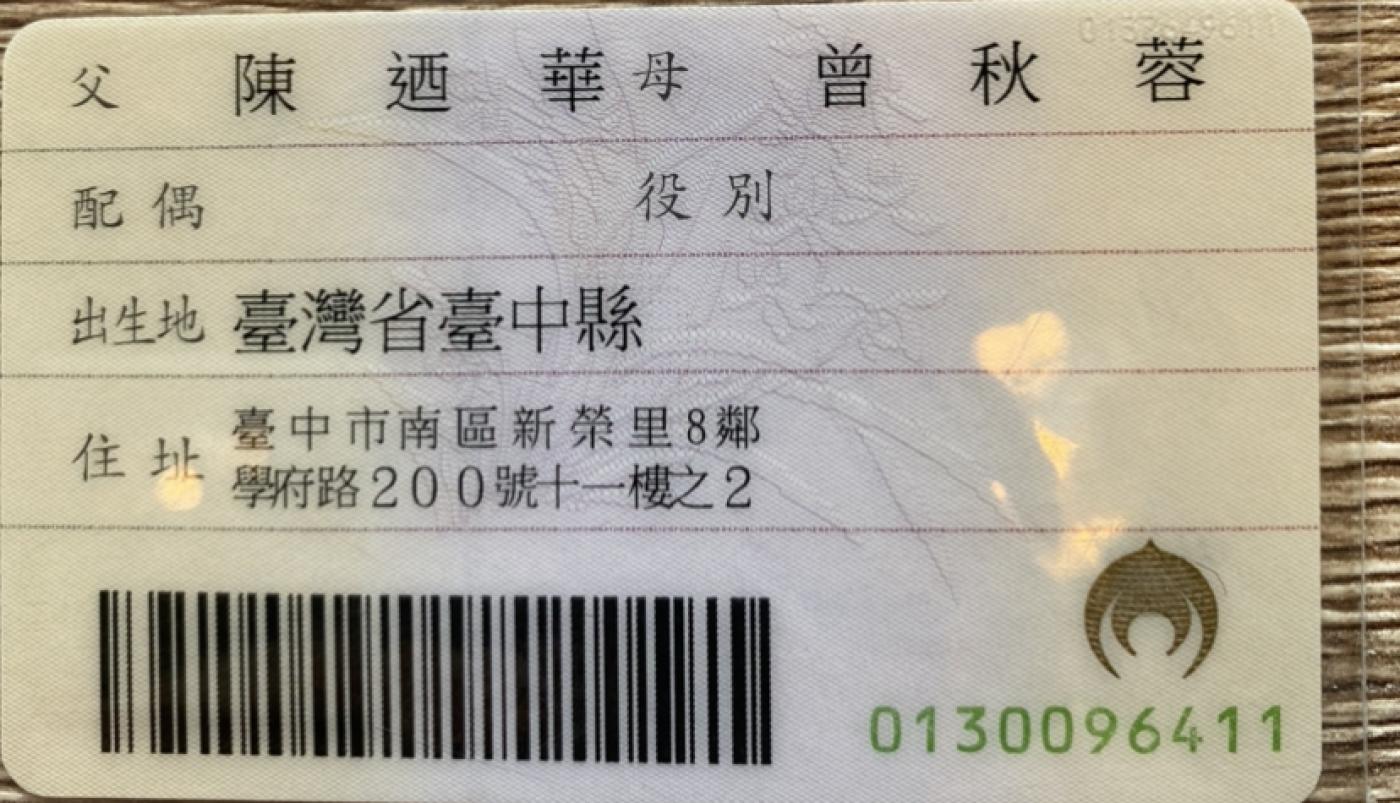 父 陳迺華 母 曾秋蓉
配偶 役別
出生地 臺灣省臺中縣
住址 臺中市南區新榮里8鄰
學府路200號十一樓之2
0130096411